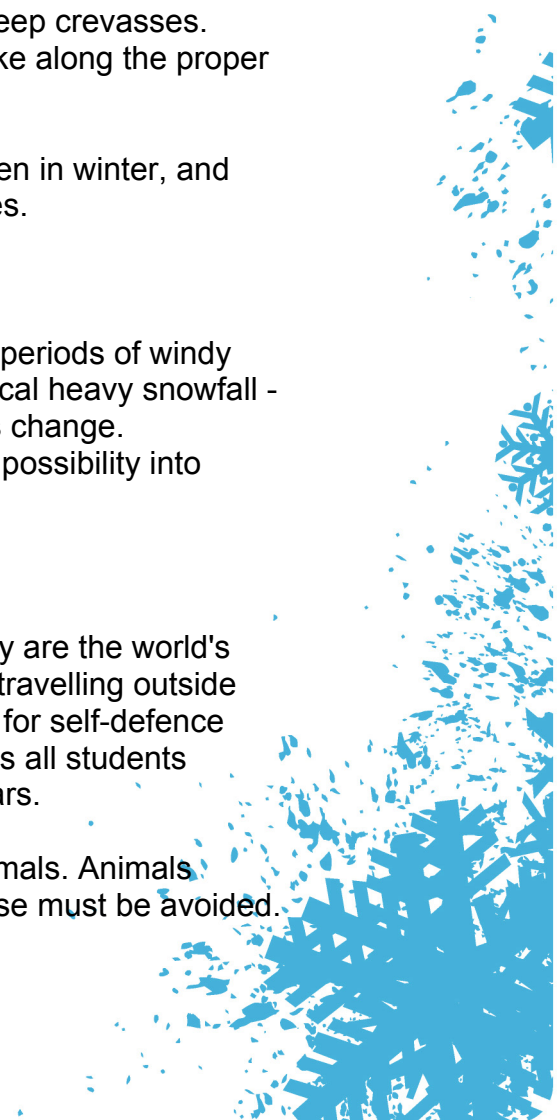 eep crevasses.
ke along the proper
en in winter, and
es.
periods of windy
cal heavy snowfall -
s change.
possibility into
y are the world's
travelling outside
for self-defence
s all students
ars.
mals. Animals
se must be avoided.